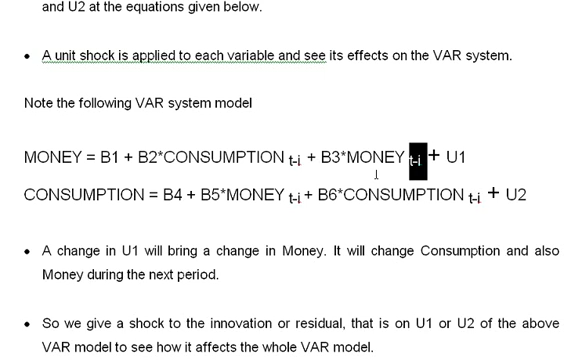 and U2 at the equations given below.
• A unit shock is applied to each variable and see its effects on the VAR system.
Note the following VAR system model
MONEY = B1 + B2*CONSUMPTION t-i + B3*MONEY t-i + U1
CONSUMPTION = B4 + B5*MONEY t-i + B6*CONSUMPTION t-i + U2
• A change in U1 will bring a change in Money. It will change Consumption and also
Money during the next period.
• So we give a shock to the innovation or residual, that is on U1 or U2 of the above
VAR model to see how it affects the whole VAR model.